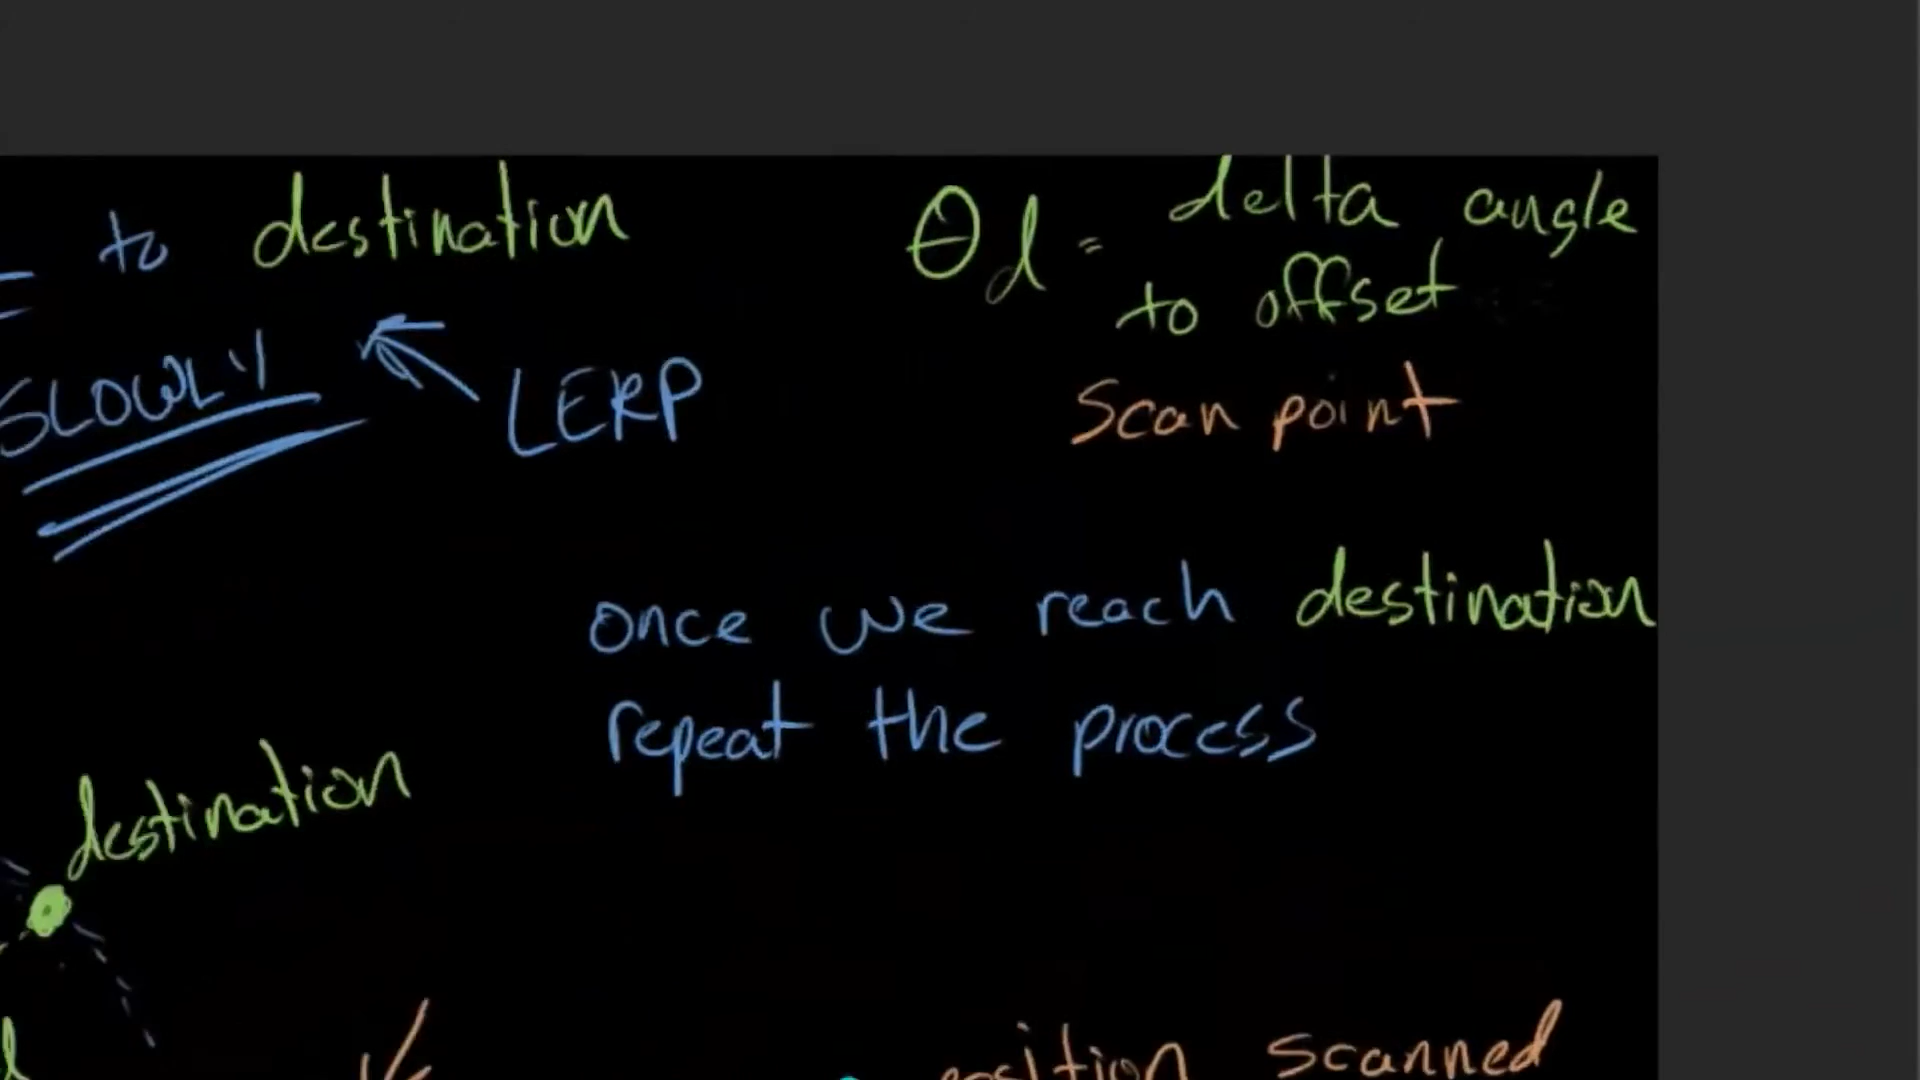 to destination
SLOWLY
LERP
θd = delta angle
to offset
scan point
once we reach destination
repeat the process
destination
scanned